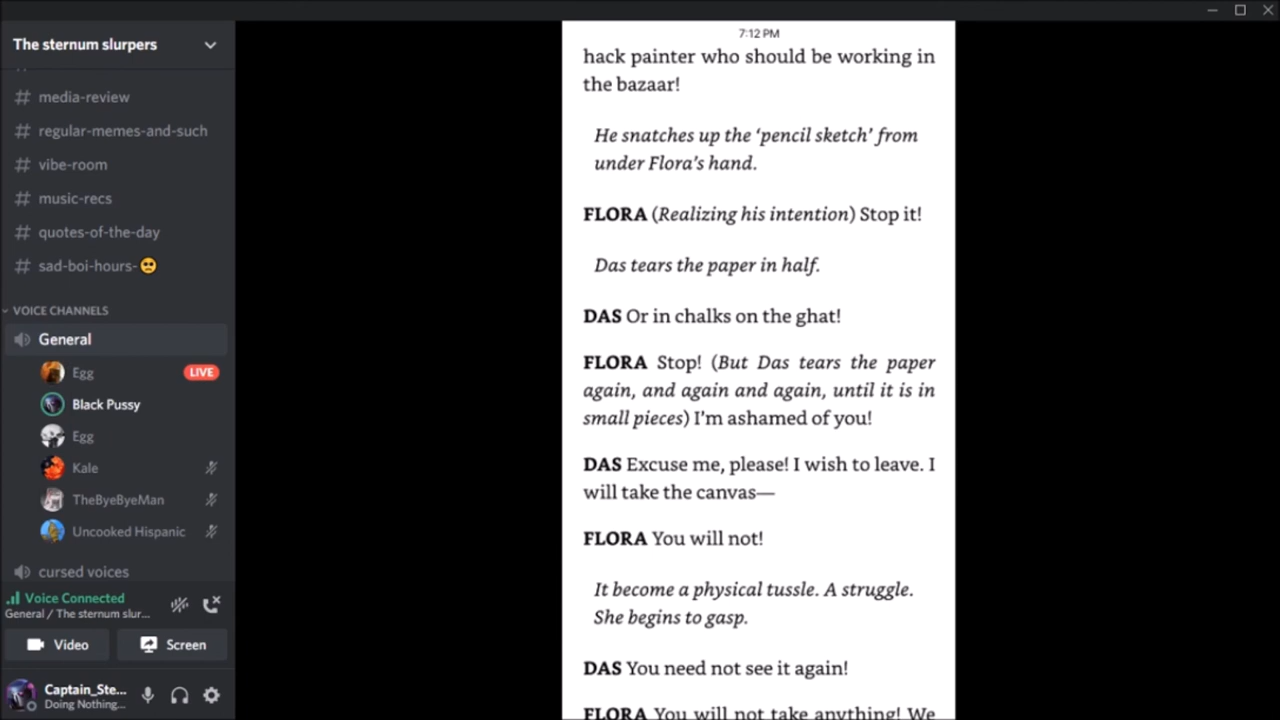 The sternum slurpers
media-review
regular-memes-and-such
vibe-room
music-recs
quotes-of-the-day
sad-boi-hours-🥺
VOICE CHANNELS
General
Egg
LIVE
Black Pussy
Egg
Kale
TheByeByeMan
Uncooked Hispanic
cursed voices
Voice Connected
General / The sternum slur...
Video
Screen
Captain_Ste...
Doing Nothing...
7:12 PM
hack painter who should be working in
the bazaar!
He snatches up the ‘pencil sketch’ from
under Flora’s hand.
FLORA (Realizing his intention) Stop it!
Das tears the paper in half.
DAS Or in chalks on the ghat!
FLORA Stop! (But Das tears the paper
again, and again and again, until it is in
small pieces) I’m ashamed of you!
DAS Excuse me, please! I wish to leave. I
will take the canvas—
FLORA You will not!
It become a physical tussle. A struggle.
She begins to gasp.
DAS You need not see it again!
FLORA You will not take anything! We